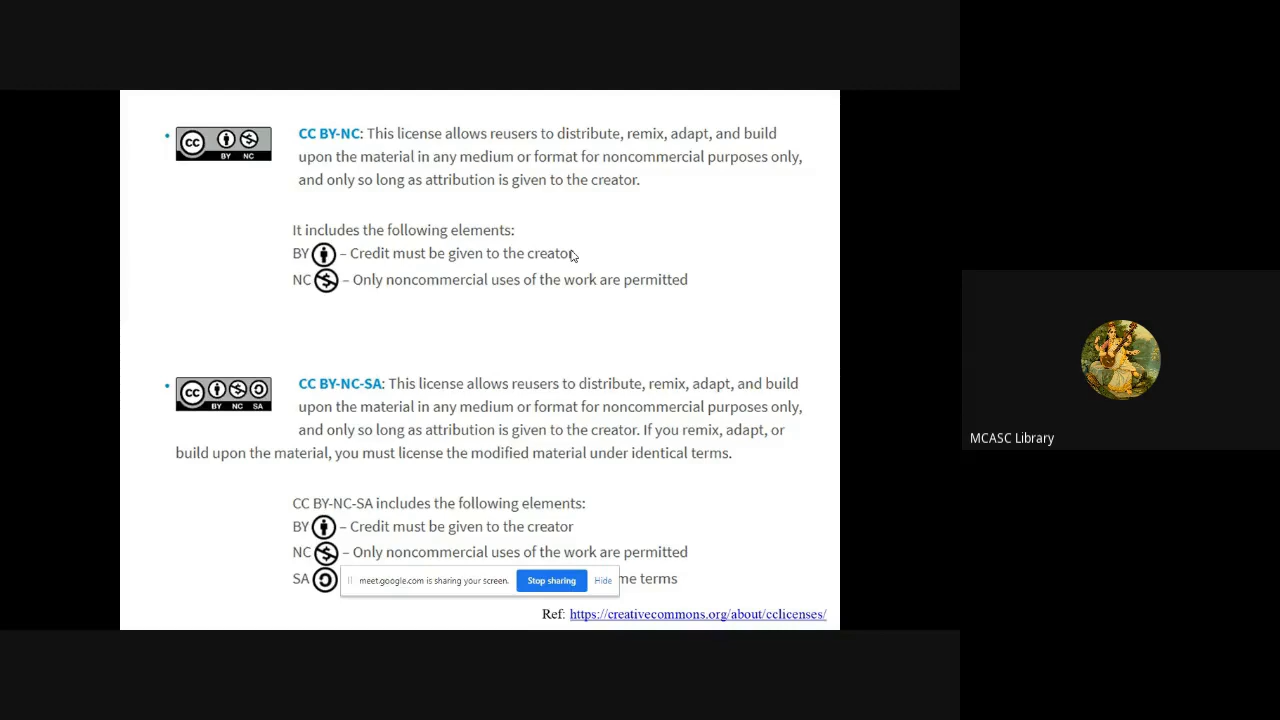 CC BY-NC: This license allows reusers to distribute, remix, adapt, and build
upon the material in any medium or format for noncommercial purposes only,
and only so long as attribution is given to the creator.
cc BY NC
It includes the following elements:
BY – Credit must be given to the creator
NC – Only noncommercial uses of the work are permitted
CC BY-NC-SA: This license allows reusers to distribute, remix, adapt, and build
upon the material in any medium or format for noncommercial purposes only,
and only so long as attribution is given to the creator. If you remix, adapt, or
build upon the material, you must license the modified material under identical terms.
cc BY NC SA
CC BY-NC-SA includes the following elements:
BY – Credit must be given to the creator
NC – Only noncommercial uses of the work are permitted
SA me terms
meet.google.com is sharing your screen. Stop sharing Hide
Ref: https://creativecommons.org/about/cclicenses/
MCASC Library